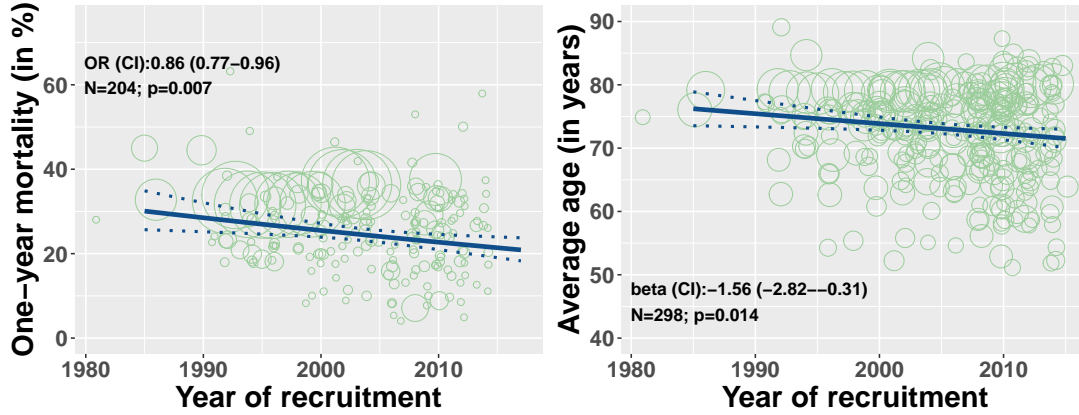 One−year mortality (in %)
60
40
20
0
OR (CI):0.86 (0.77−0.96)
N=204; p=0.007
1980 1990 2000 2010
Year of recruitment
Average age (in years)
90
80
70
60
50
40
beta (CI):−1.56 (−2.82−−0.31)
N=298; p=0.014
1980 1990 2000 2010
Year of recruitment